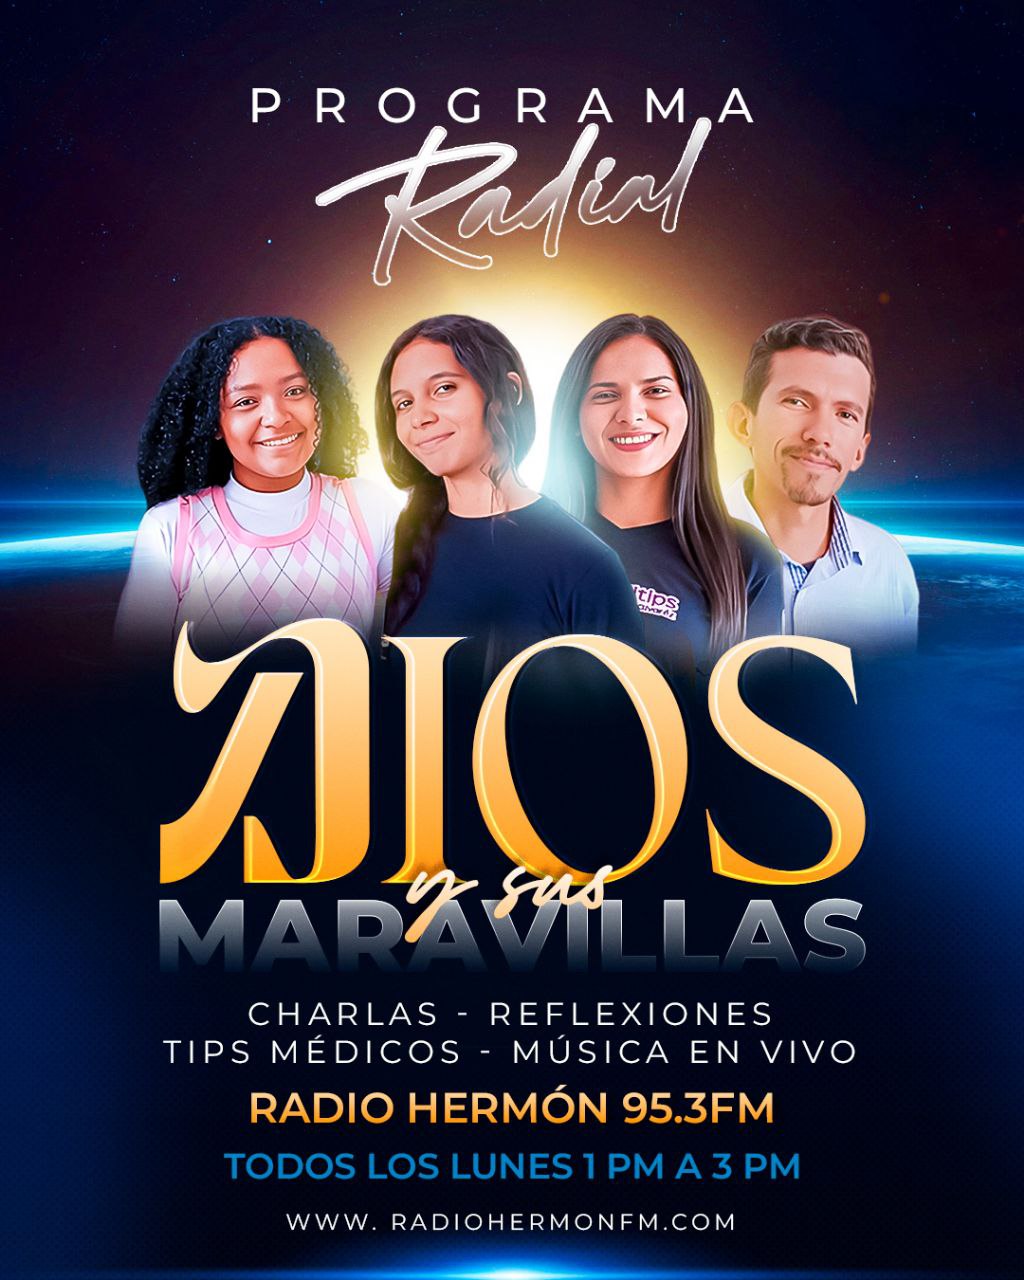 PROGRAMA
Radial
tips
DIOS
y sus
MARAVILLAS
CHARLAS - REFLEXIONES
TIPS MÉDICOS - MÚSICA EN VIVO
RADIO HERMÓN 95.3FM
TODOS LOS LUNES 1 PM A 3 PM
WWW. RADIOHERMONFM.COM